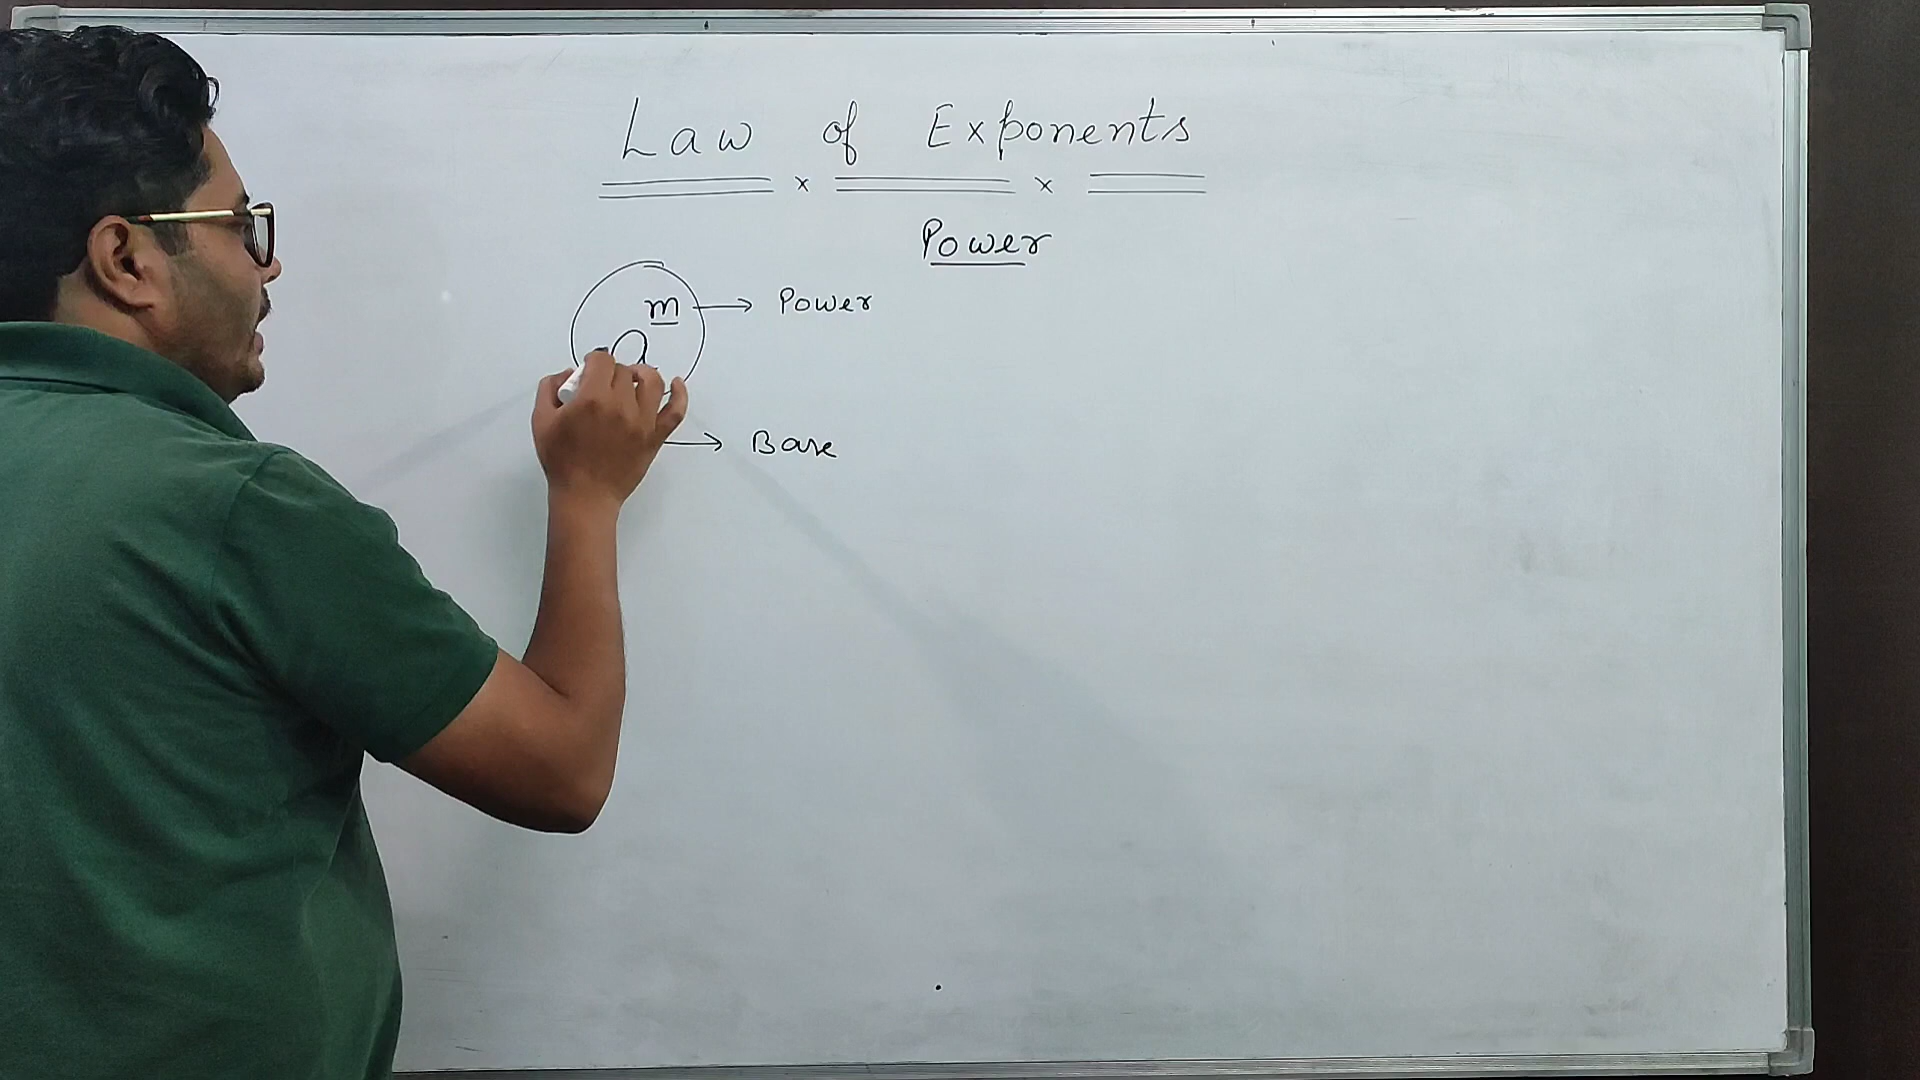 Law of Exponents
Power
m → Power
a
→ Base